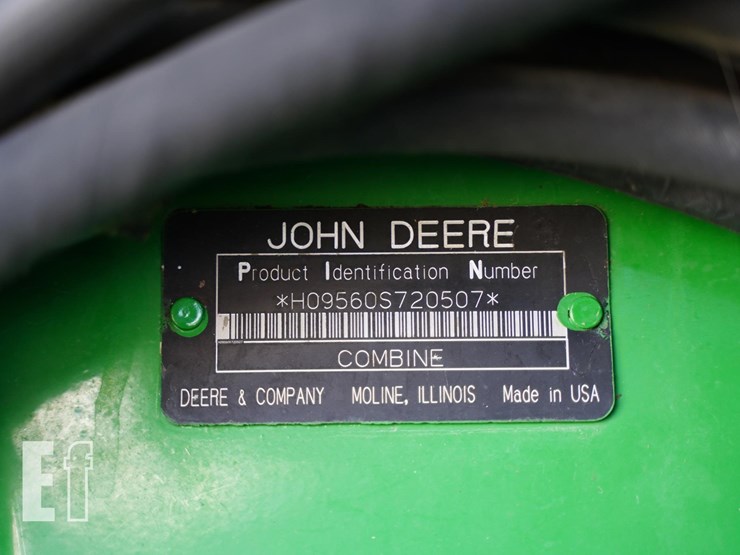 JOHN DEERE
Product Identification Number
*H09560S720507*
COMBINE
DEERE & COMPANY MOLINE, ILLINOIS Made in USA
Ef